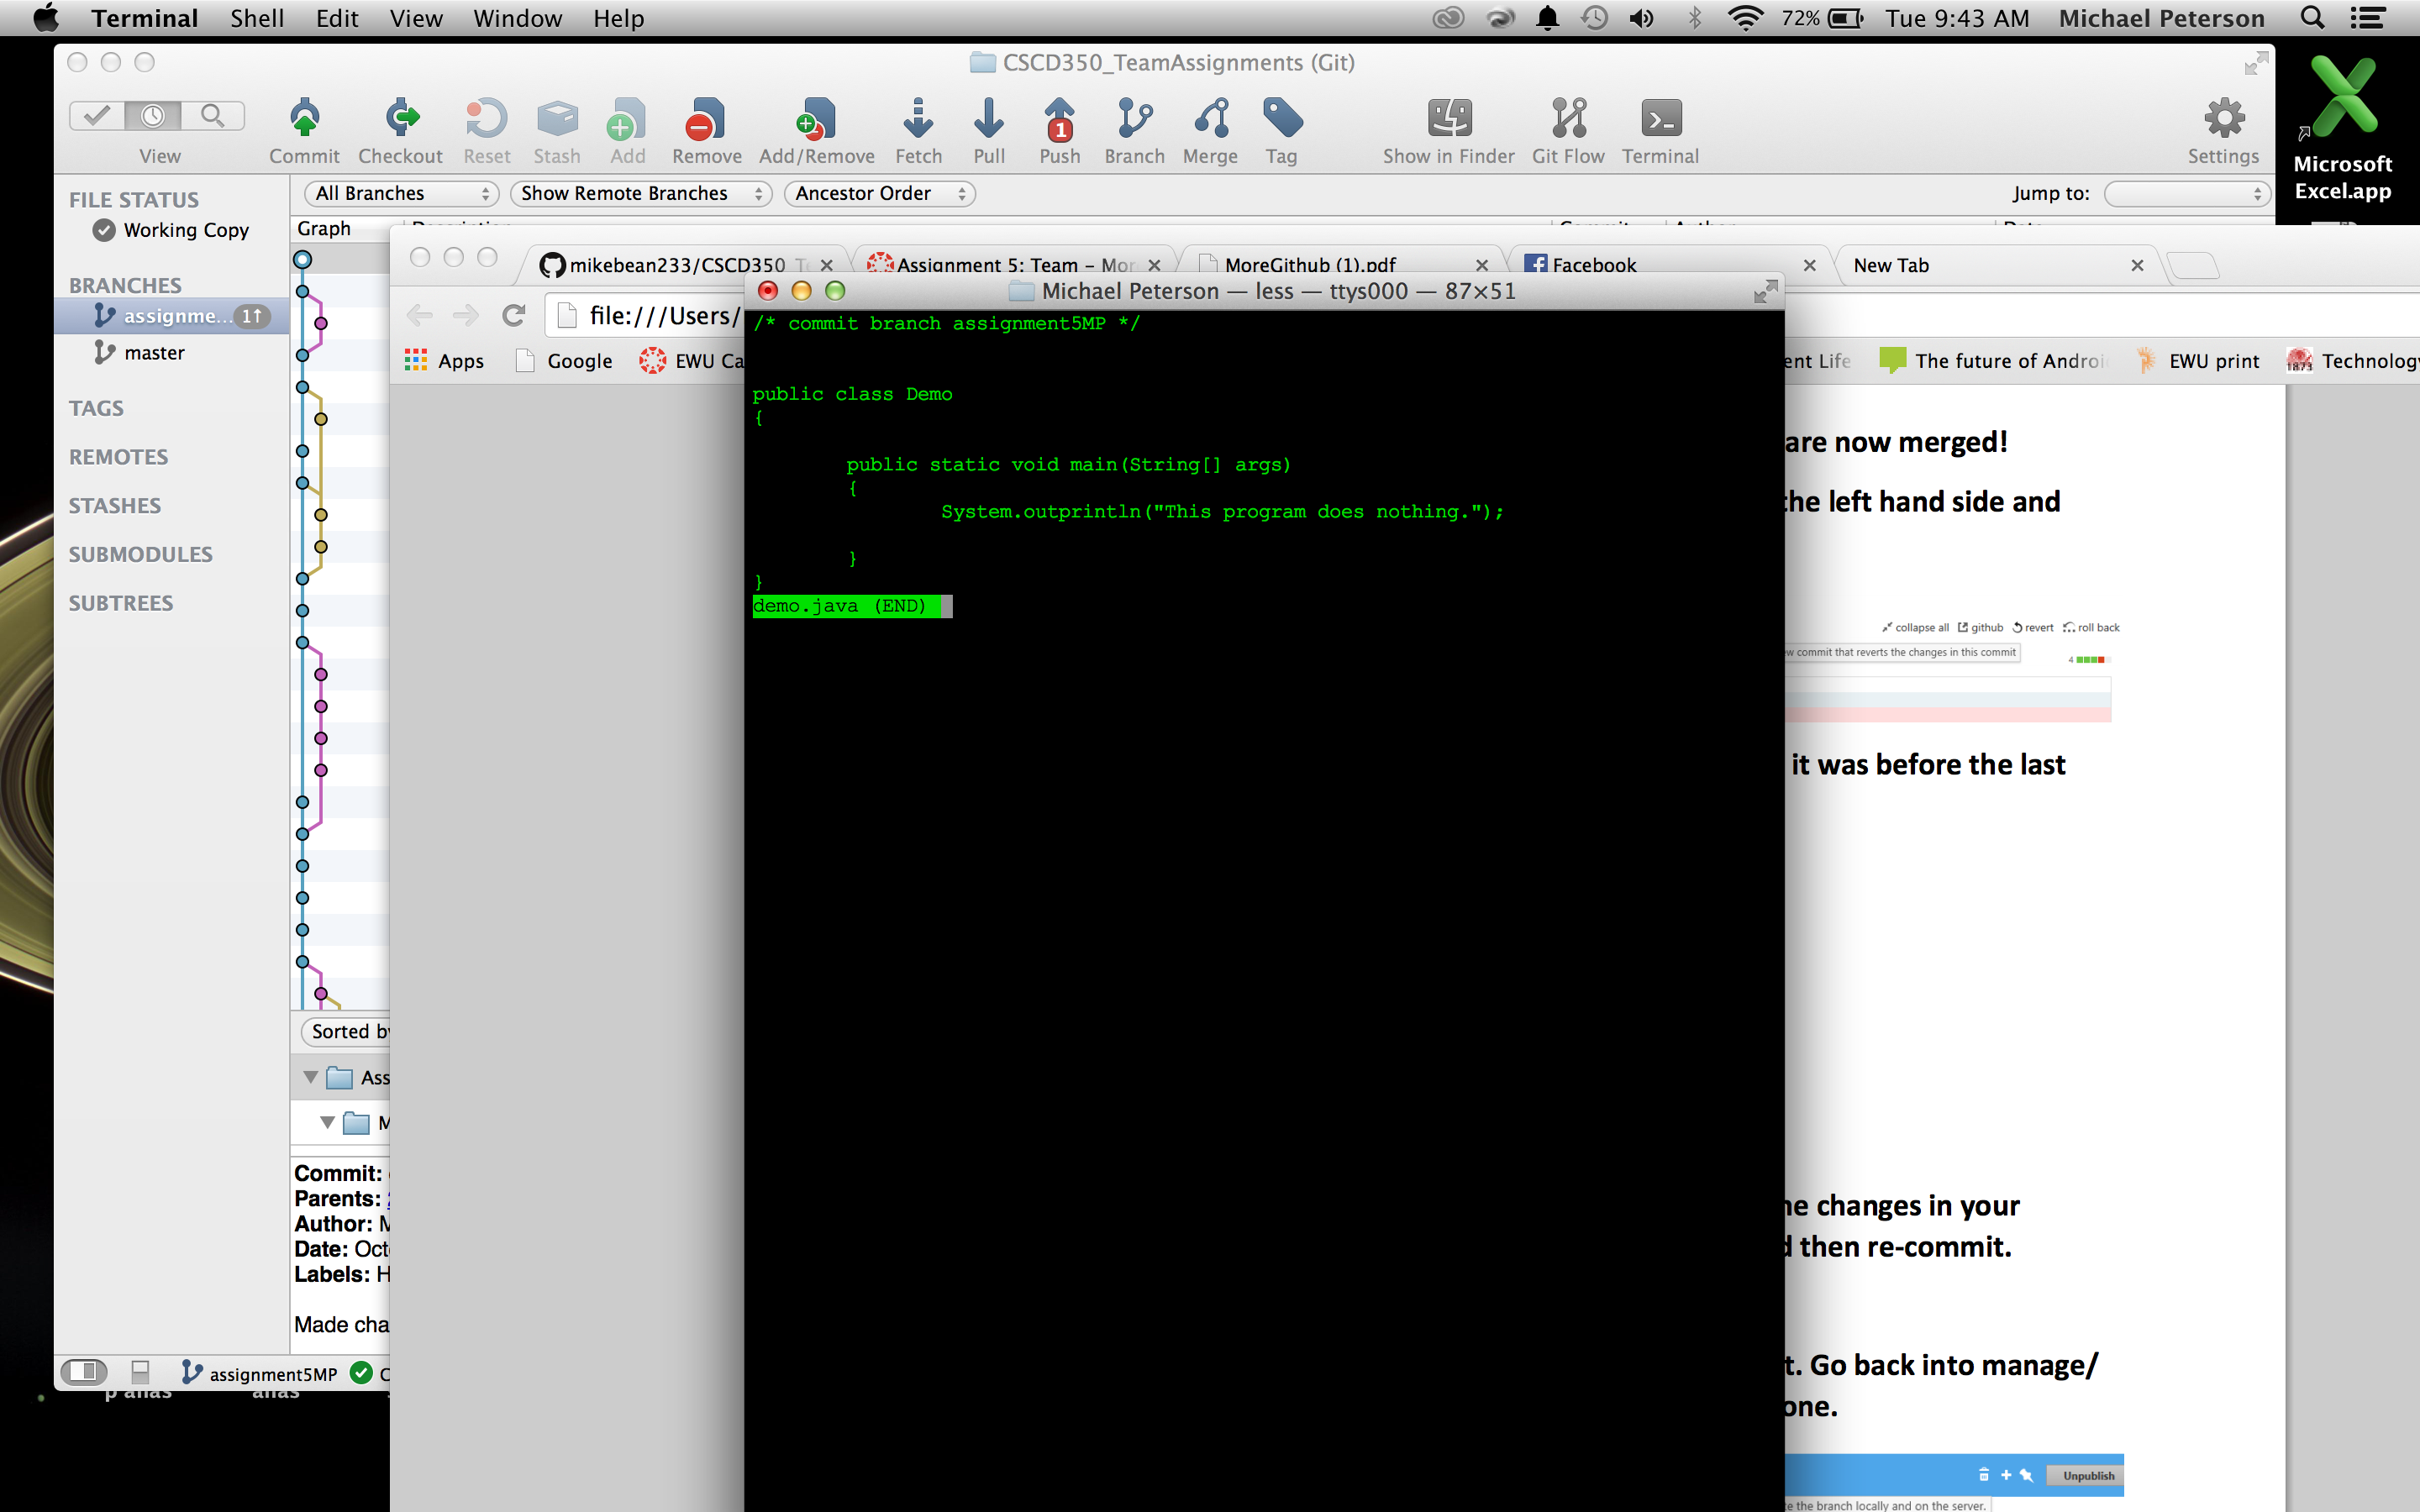 Terminal Shell Edit View Window Help 72% Tue 9:43 AM Michael Peterson
CSCD350_TeamAssignments (Git)
View Commit Checkout Reset Stash Add Remove Add/Remove Fetch Pull Push Branch Merge Tag Show in Finder Git Flow Terminal Settings
1
Microsoft
Excel.app
FILE STATUS
Working Copy
BRANCHES
assignme... 1↑
master
TAGS
REMOTES
STASHES
SUBMODULES
SUBTREES
All Branches Show Remote Branches Ancestor Order Jump to:
Graph
mikebean233/CSCD350 Assignment 5: Team – Mor MoreGithub (1).pdf Facebook New Tab
file:///Users/
Apps Google EWU Ca
ent Life The future of Androi EWU print Technology
Michael Peterson — less — ttys000 — 87×51
/* commit branch assignment5MP */
public class Demo
{
public static void main(String[] args)
{
System.outprintln("This program does nothing.");
}
}
demo.java (END)
are now merged!
the left hand side and
collapse all github revert roll back
ew commit that reverts the changes in this commit
4
it was before the last
he changes in your
d then re-commit.
t. Go back into manage/
one.
Unpublish
te the branch locally and on the server.
Sorted by
Ass
M
Commit:
Parents:
Author: M
Date: Oct
Labels: H
Made cha
assignment5MP C